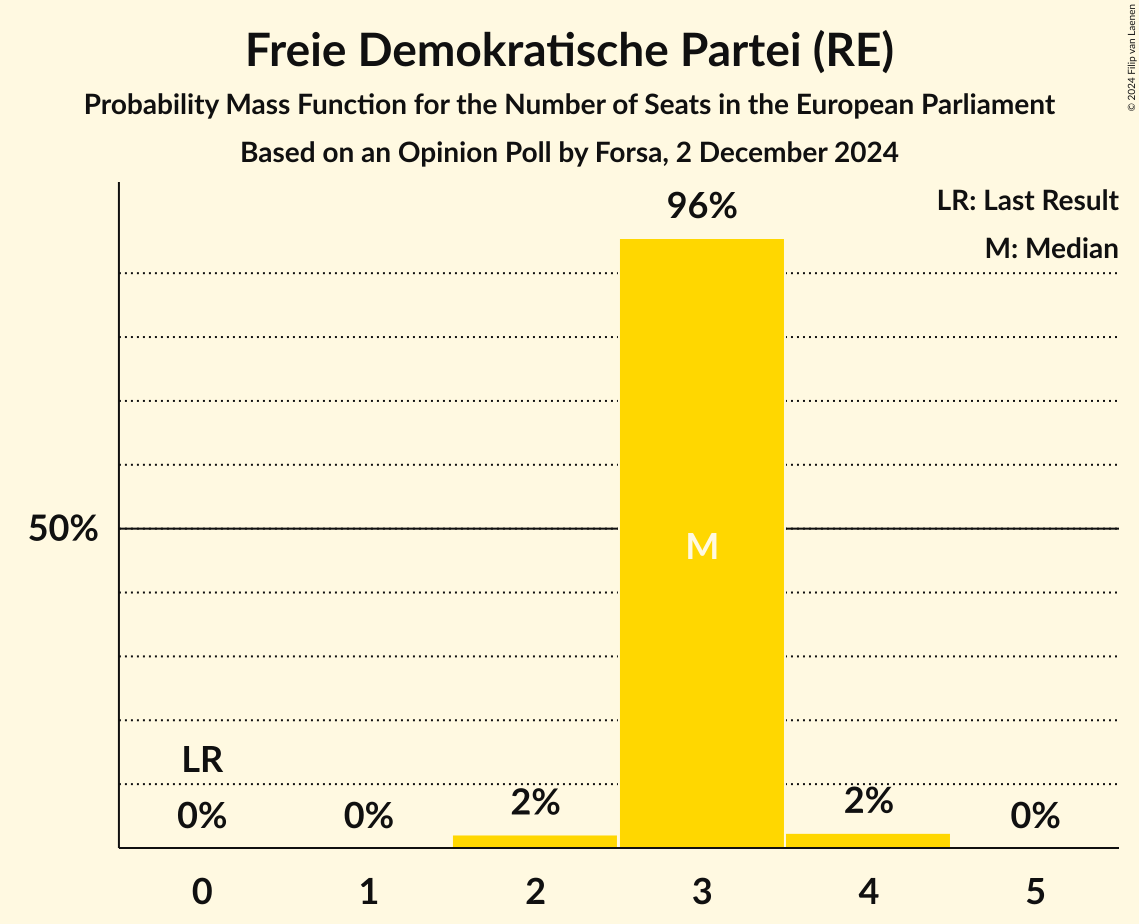 Freie Demokratische Partei (RE)
Probability Mass Function for the Number of Seats in the European Parliament
Based on an Opinion Poll by Forsa, 2 December 2024
© 2024 Filip van Laenen
LR: Last Result
M: Median
96%
50%
M
LR
0%
0%
2%
2%
0%
0
1
2
3
4
5